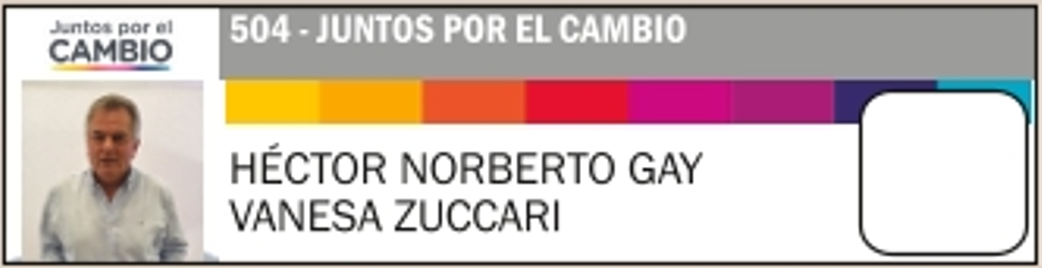 Juntos por el
CAMBIO
504 - JUNTOS POR EL CAMBIO
HÉCTOR NORBERTO GAY
VANESA ZUCCARI